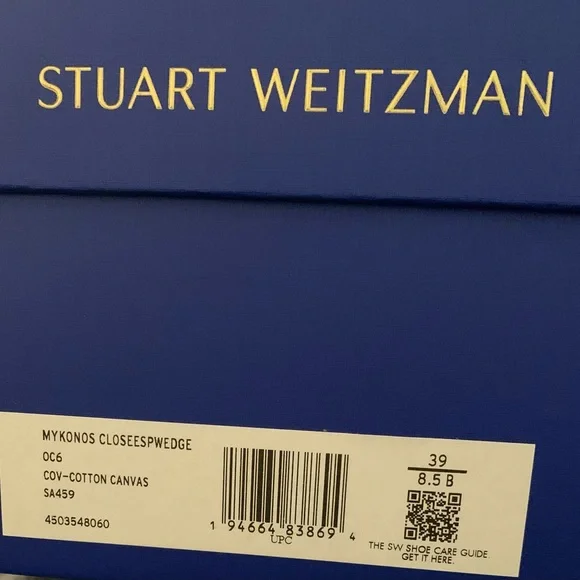 STUART WEITZMAN
MYKONOS CLOSEESPWEDGE
OC6
COV-COTTON CANVAS
SA459
4503548060
1 94664 83869 4
UPC
39
8.5 B
THE SW SHOE CARE GUIDE
GET IT HERE.